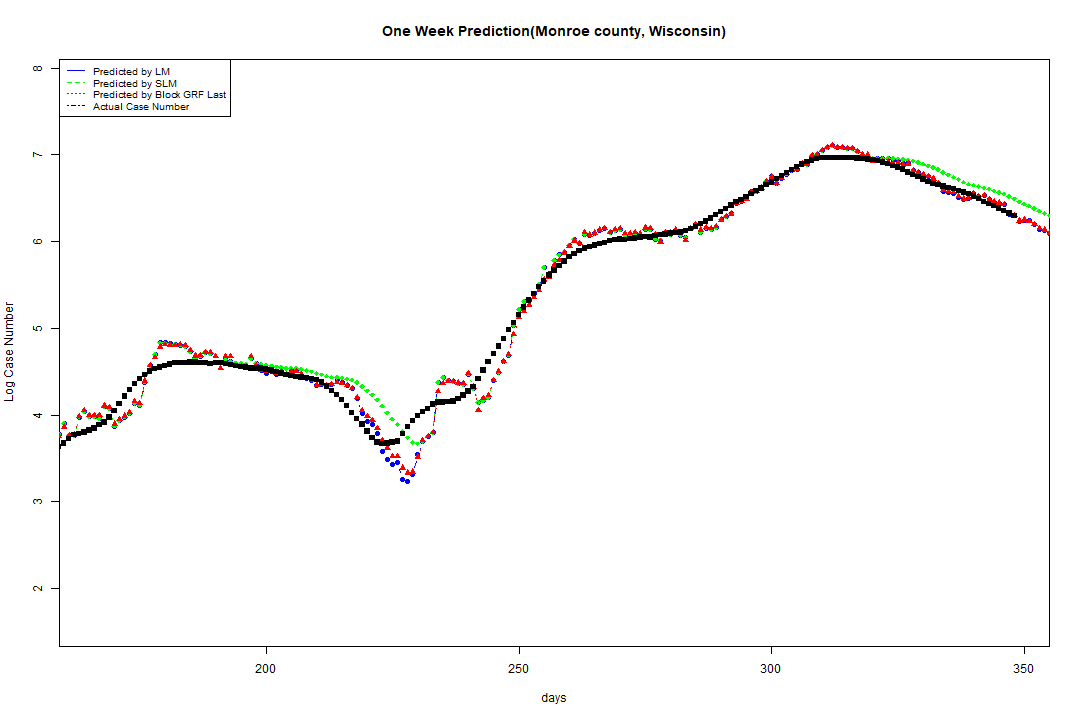 One Week Prediction(Monroe county, Wisconsin)
Predicted by LM
Predicted by SLM
Predicted by Block GRF Last
Actual Case Number
Log Case Number
8
7
6
5
4
3
2
200 250 300 350
days